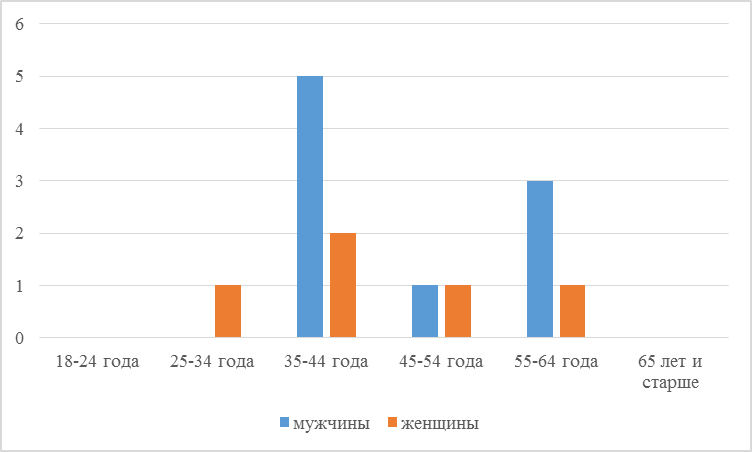 6
5
4
3
2
1
0
18-24 года 25-34 года 35-44 года 45-54 года 55-64 года 65 лет и
старше
мужчины женщины